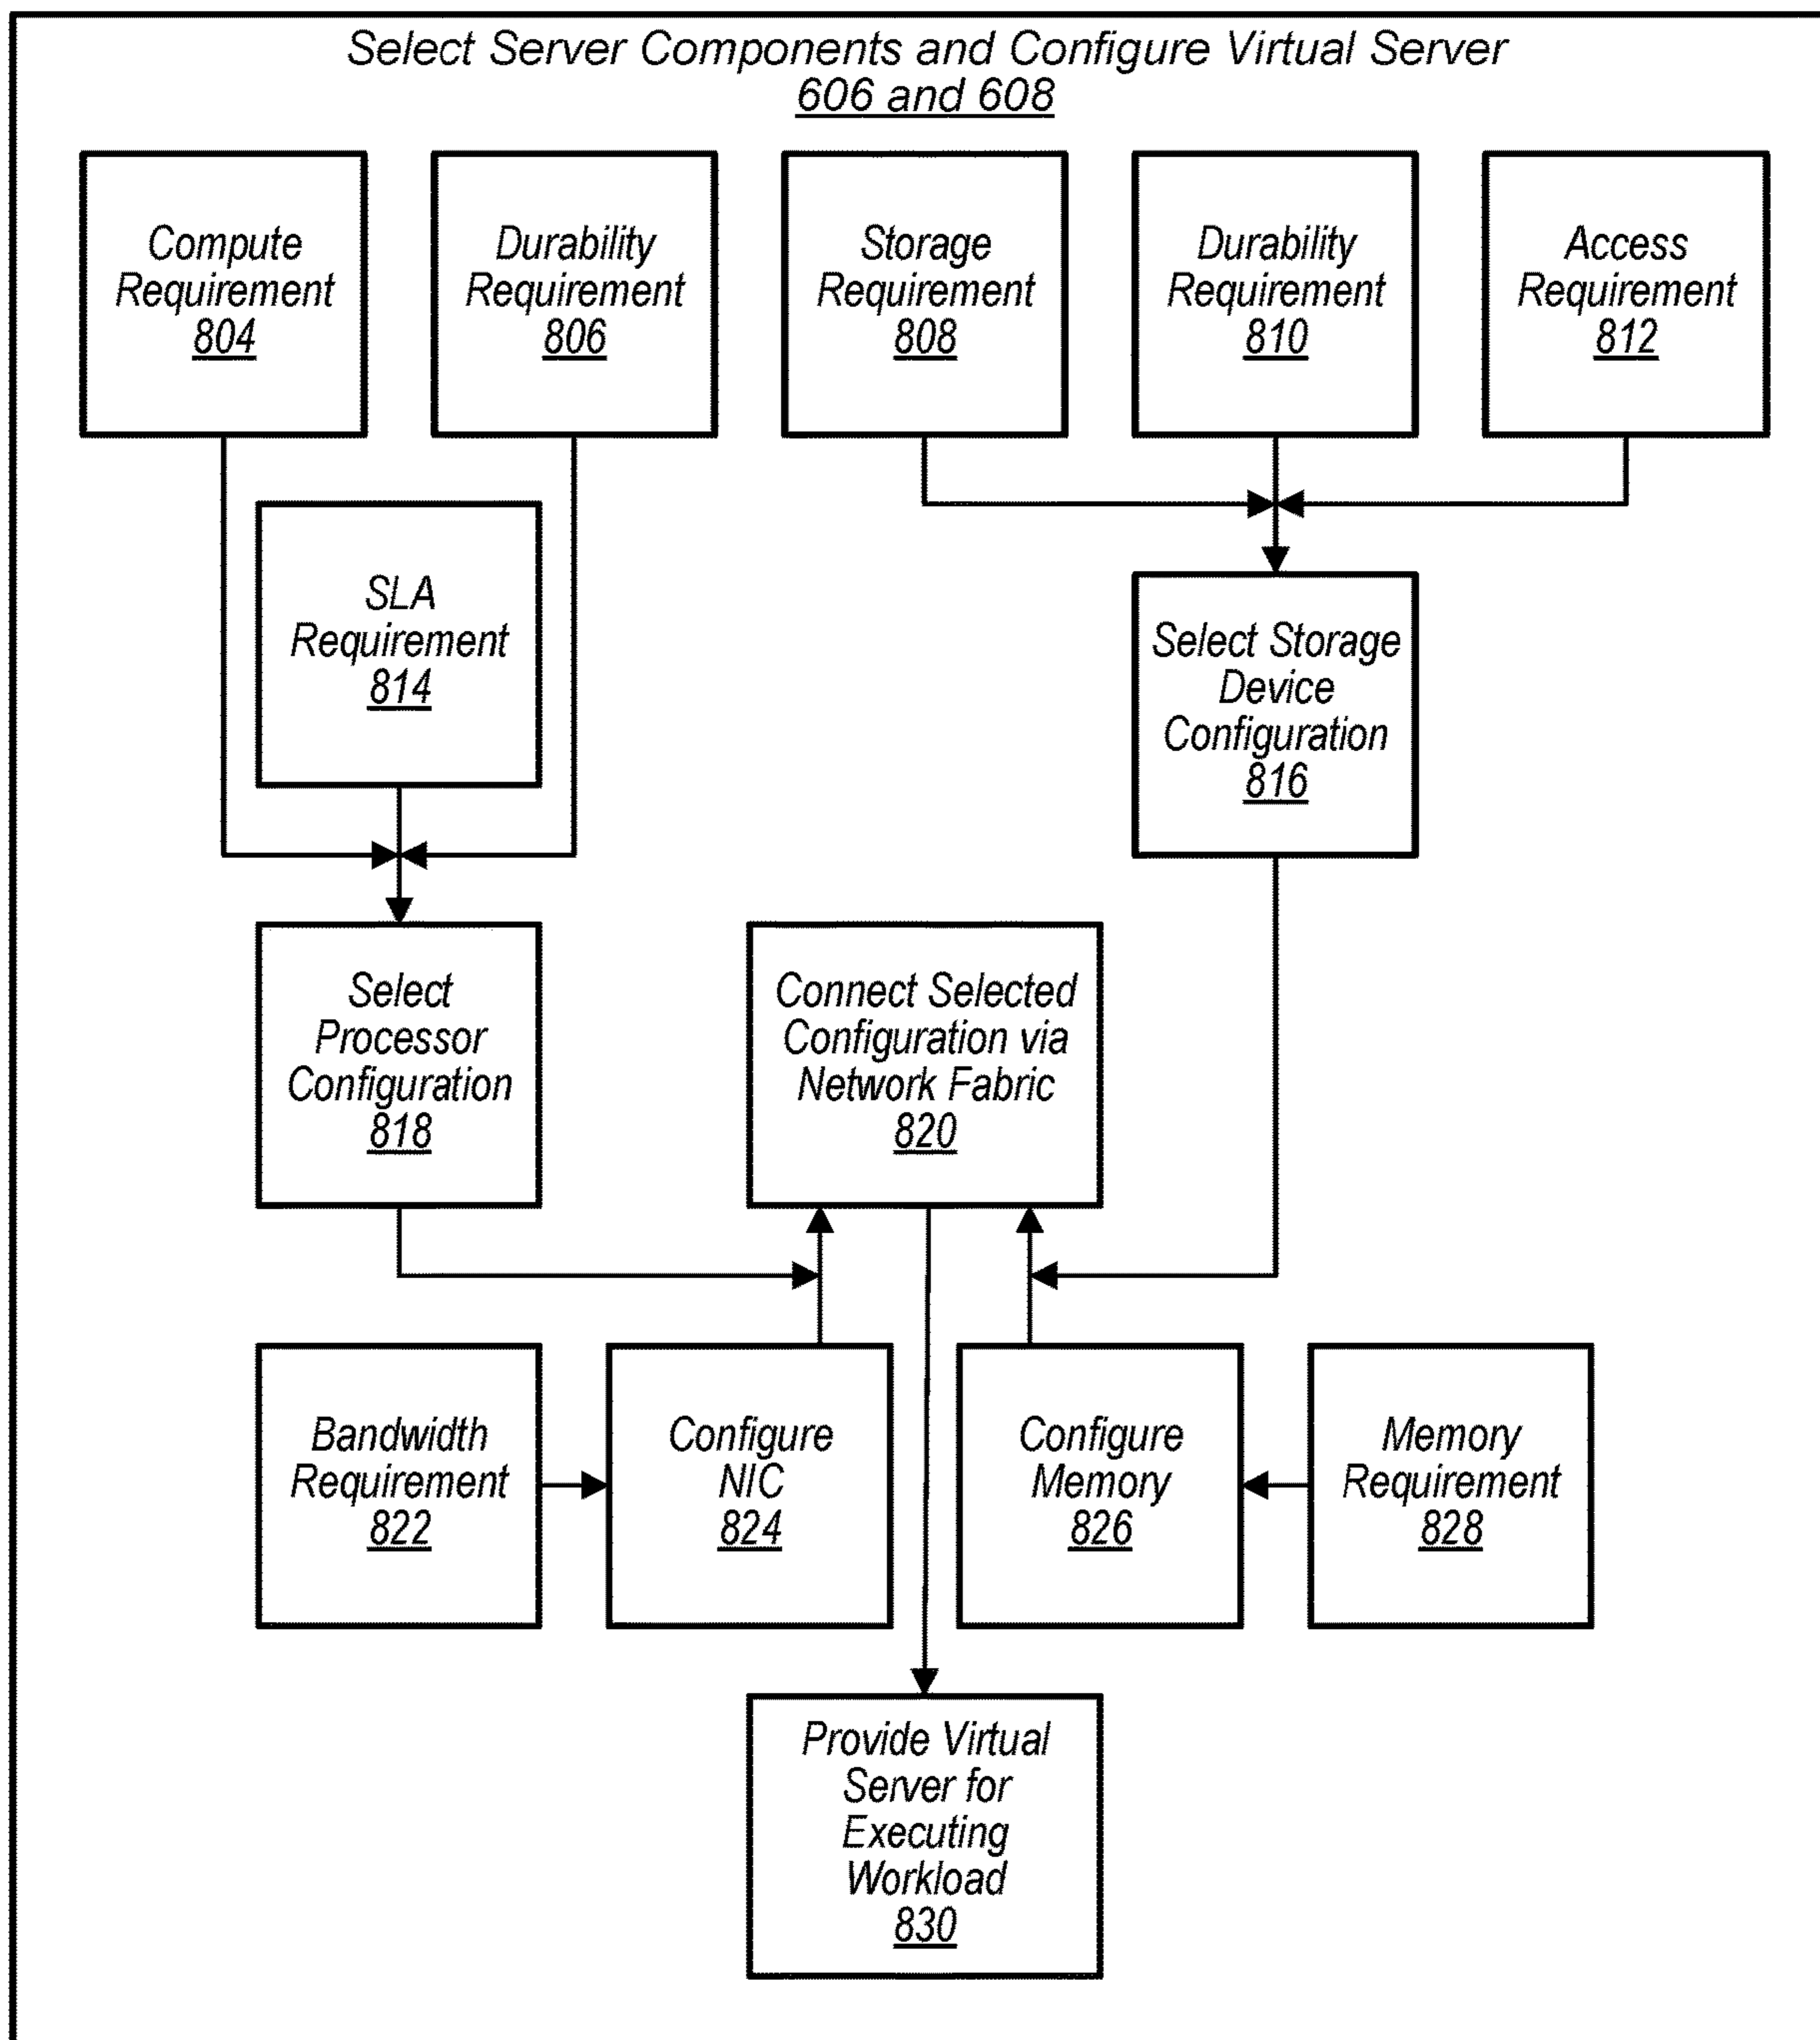 Select Server Components and Configure Virtual Server
606 and 608
Compute
Requirement
804
Durability
Requirement
806
Storage
Requirement
808
Durability
Requirement
810
Access
Requirement
812
SLA
Requirement
814
Select Storage
Device
Configuration
816
Select
Processor
Configuration
818
Connect Selected
Configuration via
Network Fabric
820
Bandwidth
Requirement
822
Configure
NIC
824
Configure
Memory
826
Memory
Requirement
828
Provide Virtual
Server for
Executing
Workload
830